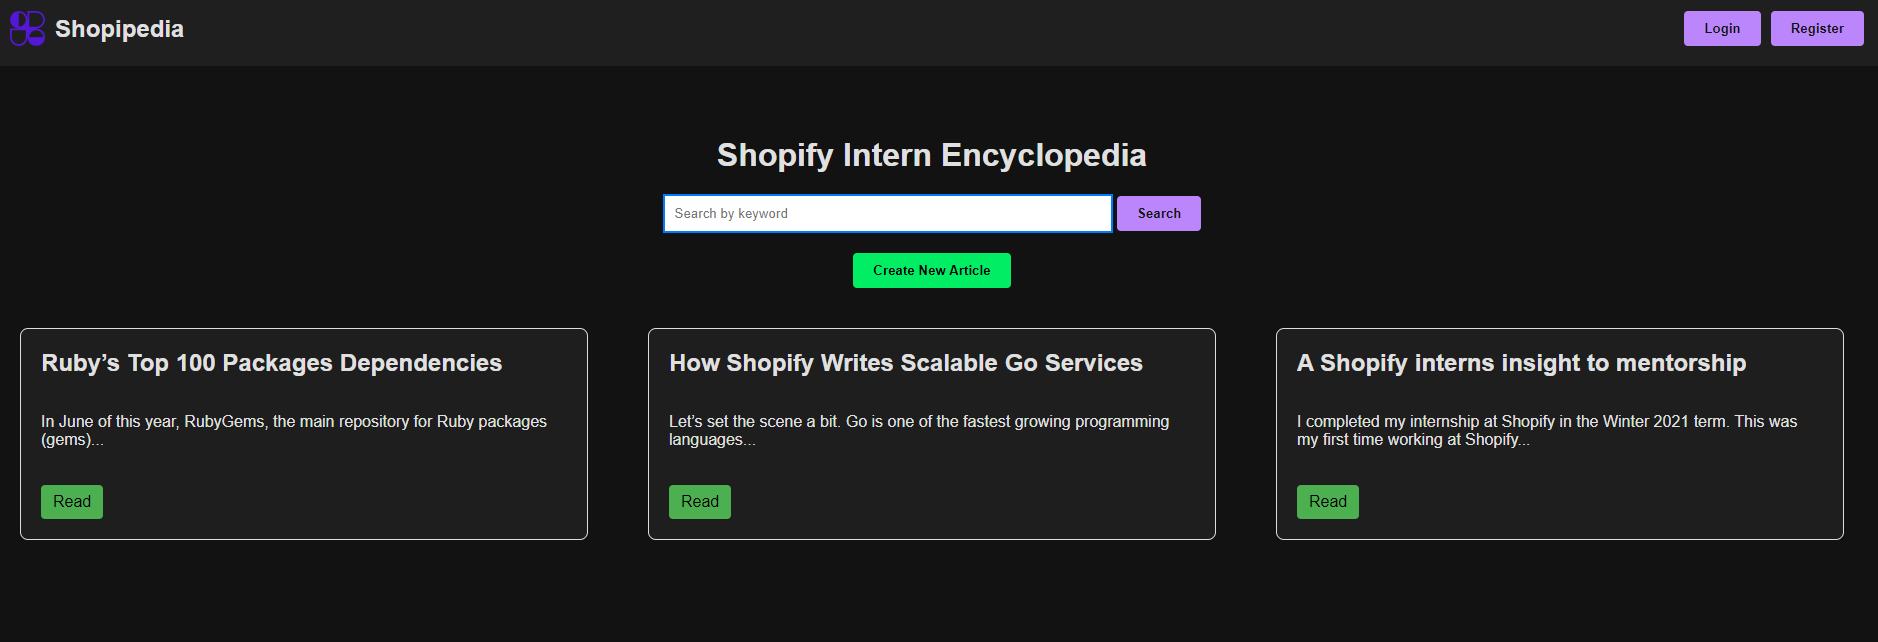 Shopipedia
Login
Register
Shopify Intern Encyclopedia
Search by keyword
Search
Create New Article
Ruby’s Top 100 Packages Dependencies
In June of this year, RubyGems, the main repository for Ruby packages
(gems)...
Read
How Shopify Writes Scalable Go Services
Let’s set the scene a bit. Go is one of the fastest growing programming
languages...
Read
A Shopify interns insight to mentorship
I completed my internship at Shopify in the Winter 2021 term. This was
my first time working at Shopify...
Read